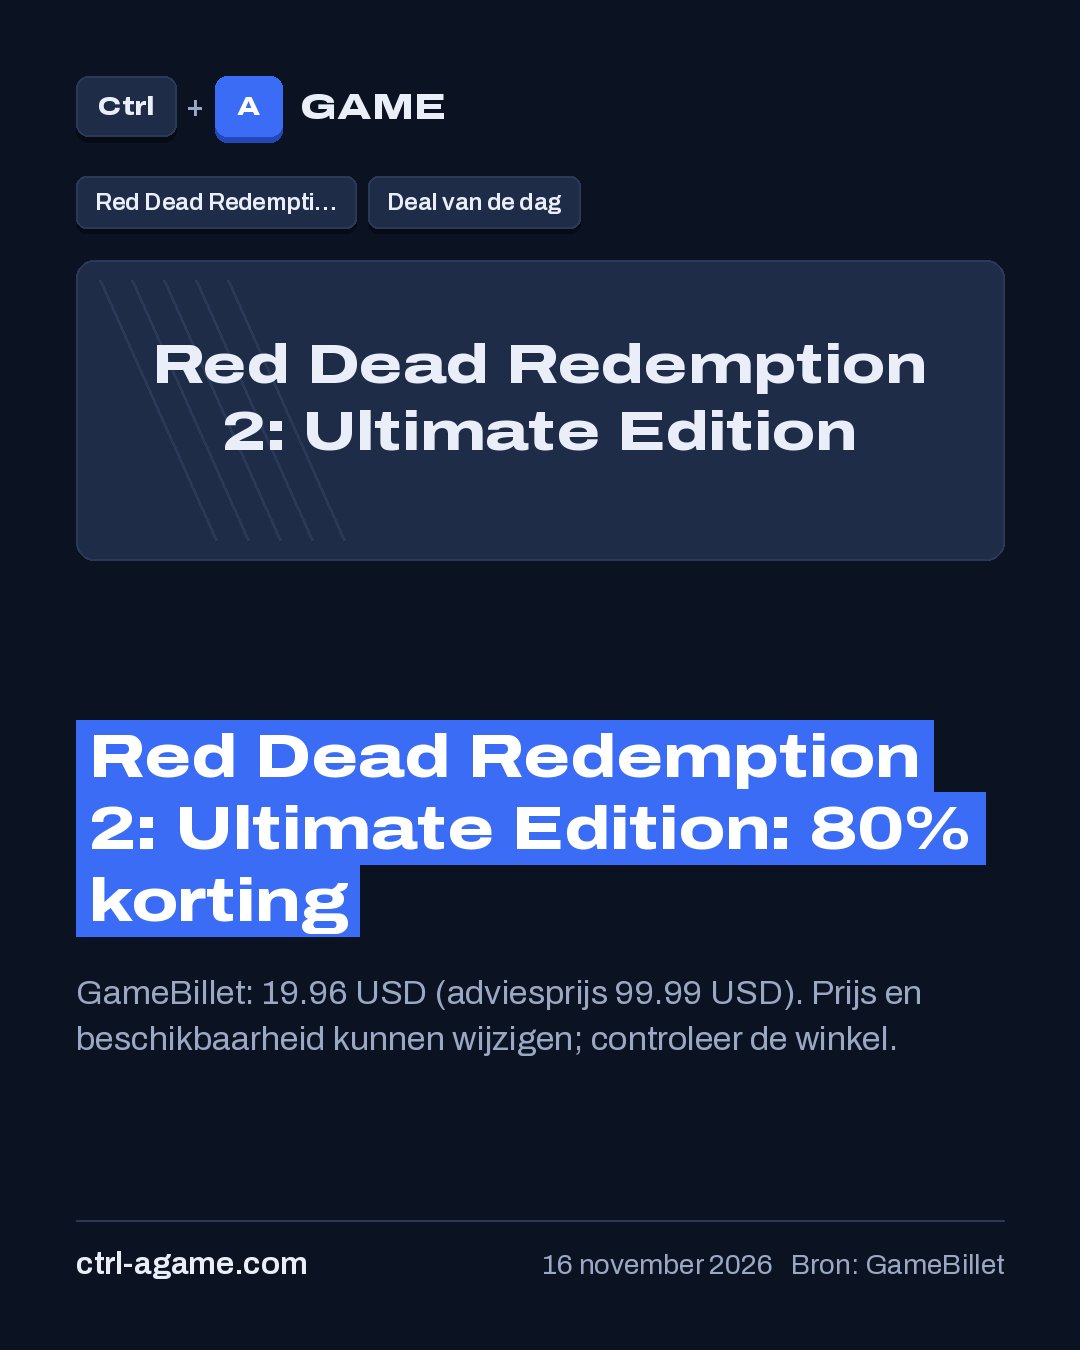 Ctrl + A GAME
Red Dead Redempti... Deal van de dag
Red Dead Redemption
2: Ultimate Edition
Red Dead Redemption
2: Ultimate Edition: 80%
korting
GameBillet: 19.96 USD (adviesprijs 99.99 USD). Prijs en
beschikbaarheid kunnen wijzigen; controleer de winkel.
ctrl-agame.com 16 november 2026 Bron: GameBillet